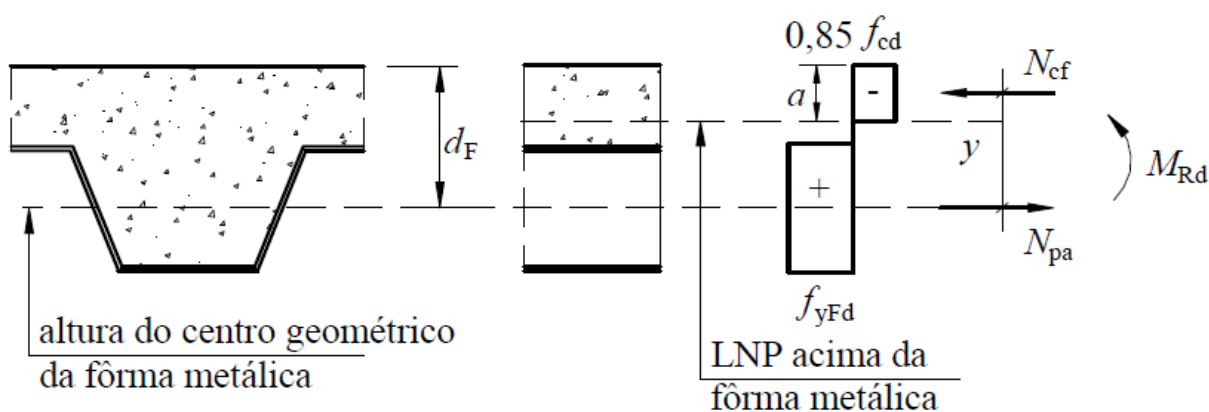 0,85 f_cd
N_cf
a
-
d_F
y
M_Rd
+
N_pa
f_yFd
altura do centro geométrico
da fôrma metálica
LNP acima da
fôrma metálica